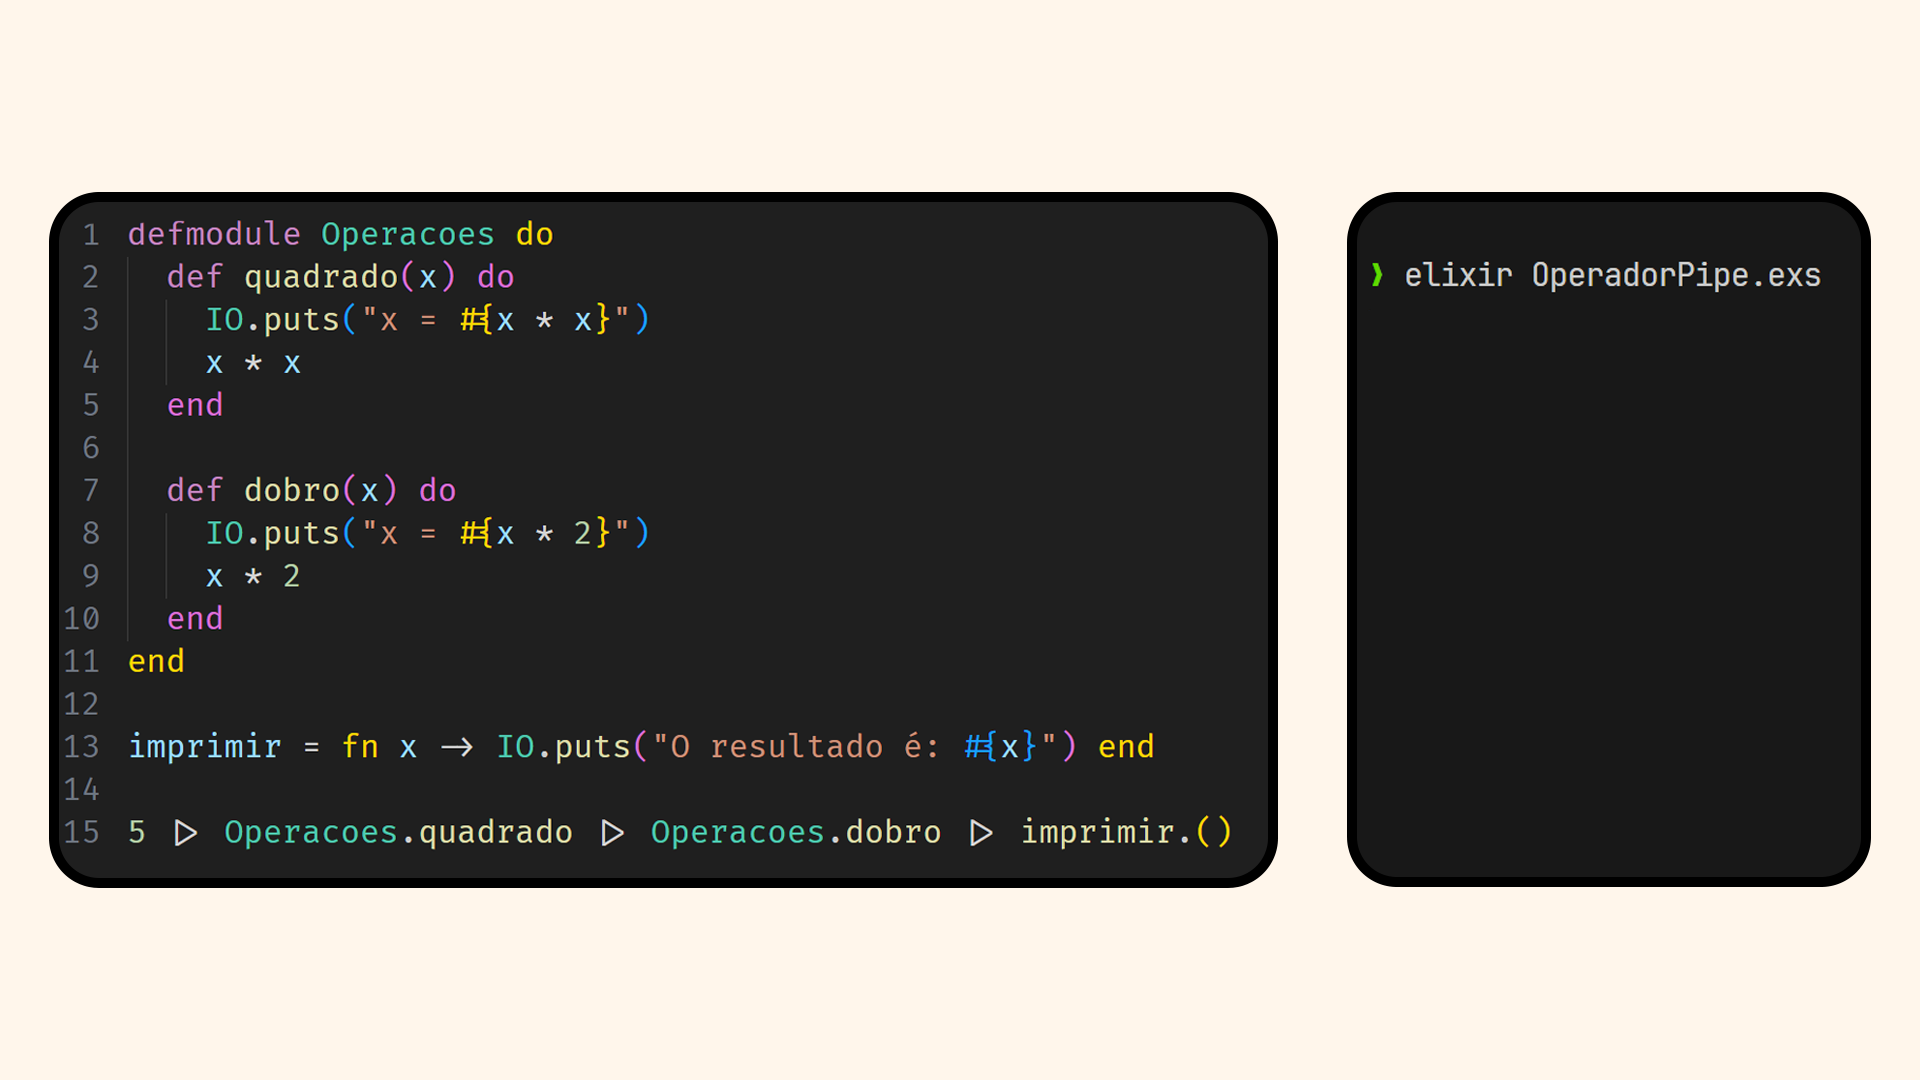 1 defmodule Operacoes do
2   def quadrado(x) do
3     IO.puts("x = #{x * x}")
4     x * x
5   end
6
7   def dobro(x) do
8     IO.puts("x = #{x * 2}")
9     x * 2
10   end
11 end
12
13 imprimir = fn x -> IO.puts("O resultado é: #{x}") end
14
15 5 |> Operacoes.quadrado |> Operacoes.dobro |> imprimir.()
❯ elixir OperadorPipe.exs